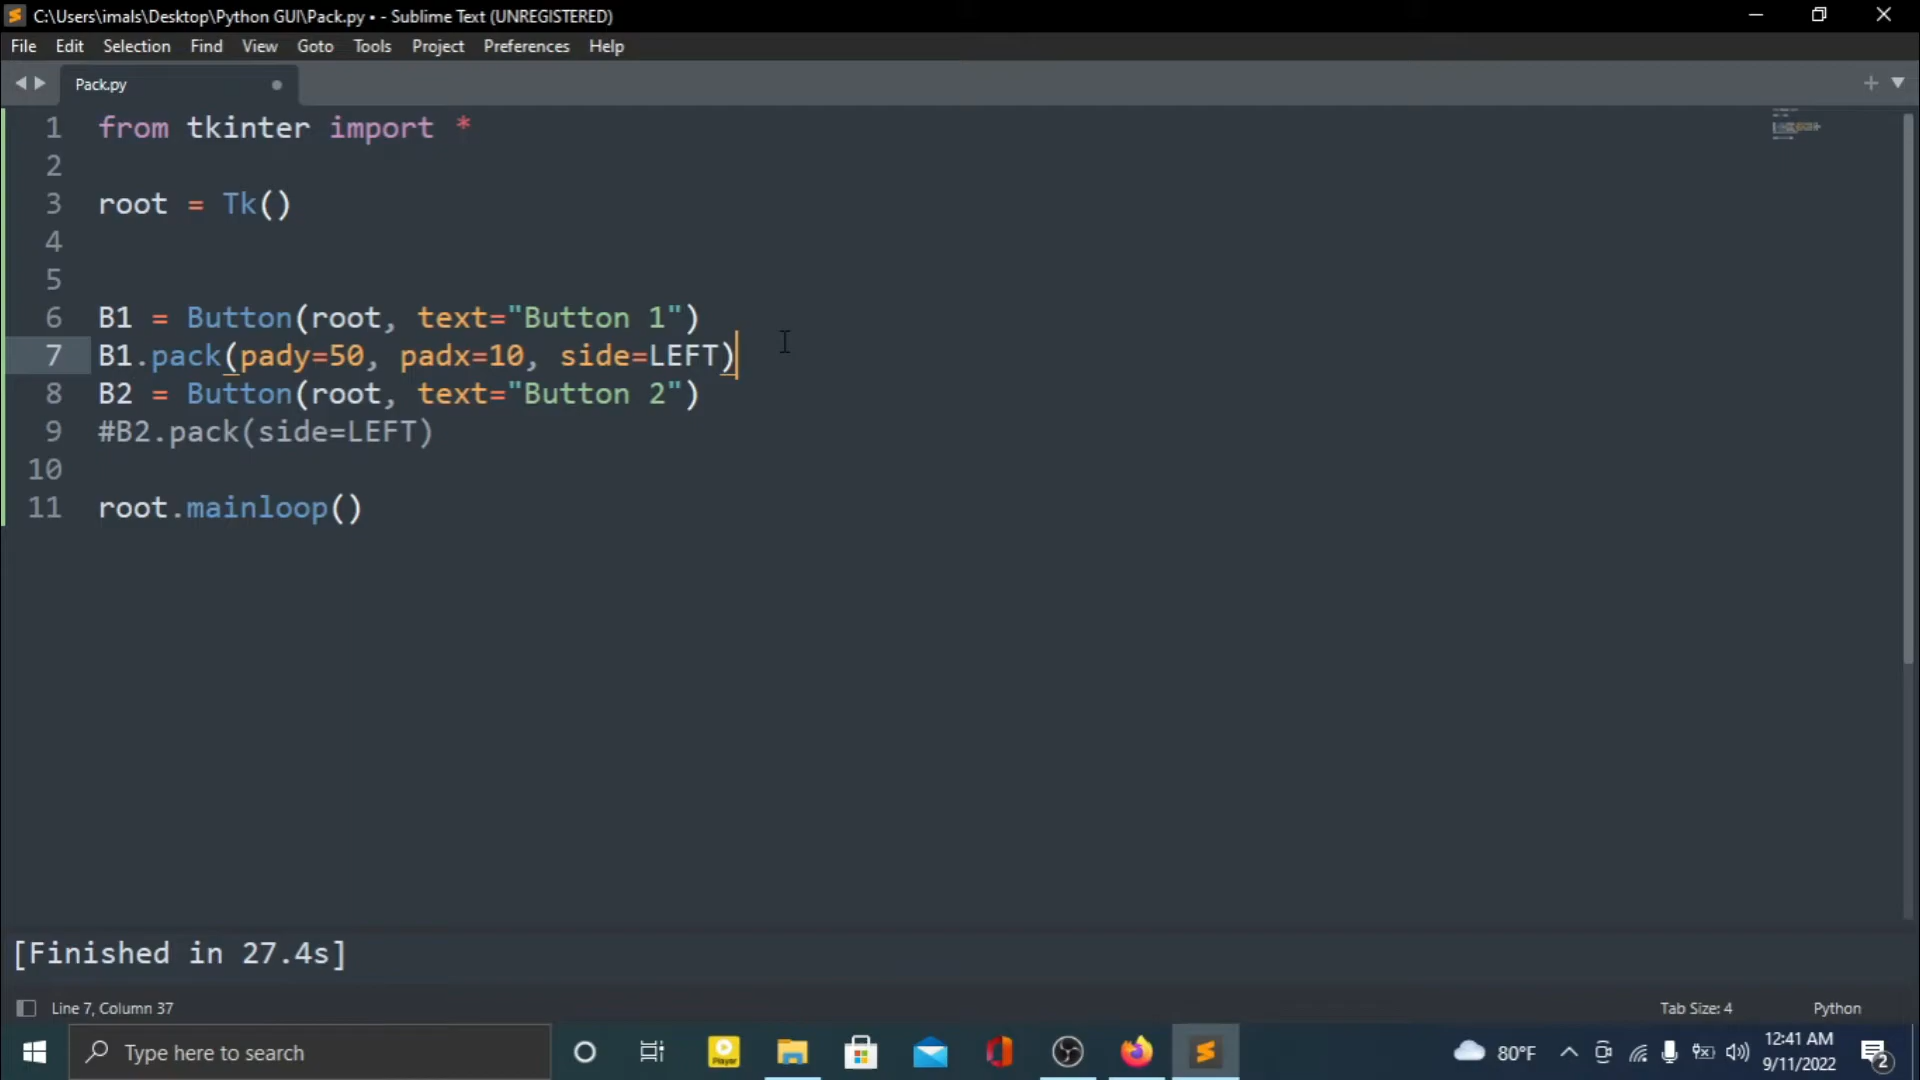 C:\Users\imals\Desktop\Python GUI\Pack.py • - Sublime Text (UNREGISTERED)
File Edit Selection Find View Goto Tools Project Preferences Help
Pack.py
1 from tkinter import *
2
3 root = Tk()
4
5
6 B1 = Button(root, text="Button 1")
7 B1.pack(pady=50, padx=10, side=LEFT)
8 B2 = Button(root, text="Button 2")
9 #B2.pack(side=LEFT)
10
11 root.mainloop()
[Finished in 27.4s]
Line 7, Column 37 Tab Size: 4 Python
Type here to search Player 80°F 12:41 AM
9/11/2022 2